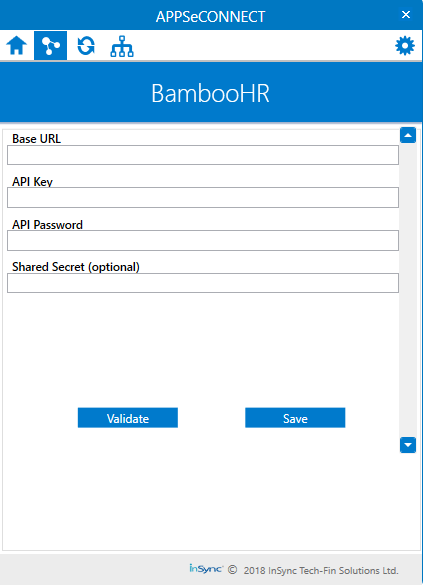 APPSeCONNECT
BambooHR
Base URL
API Key
API Password
Shared Secret (optional)
Validate Save
InSync © 2018 InSync Tech-Fin Solutions Ltd.